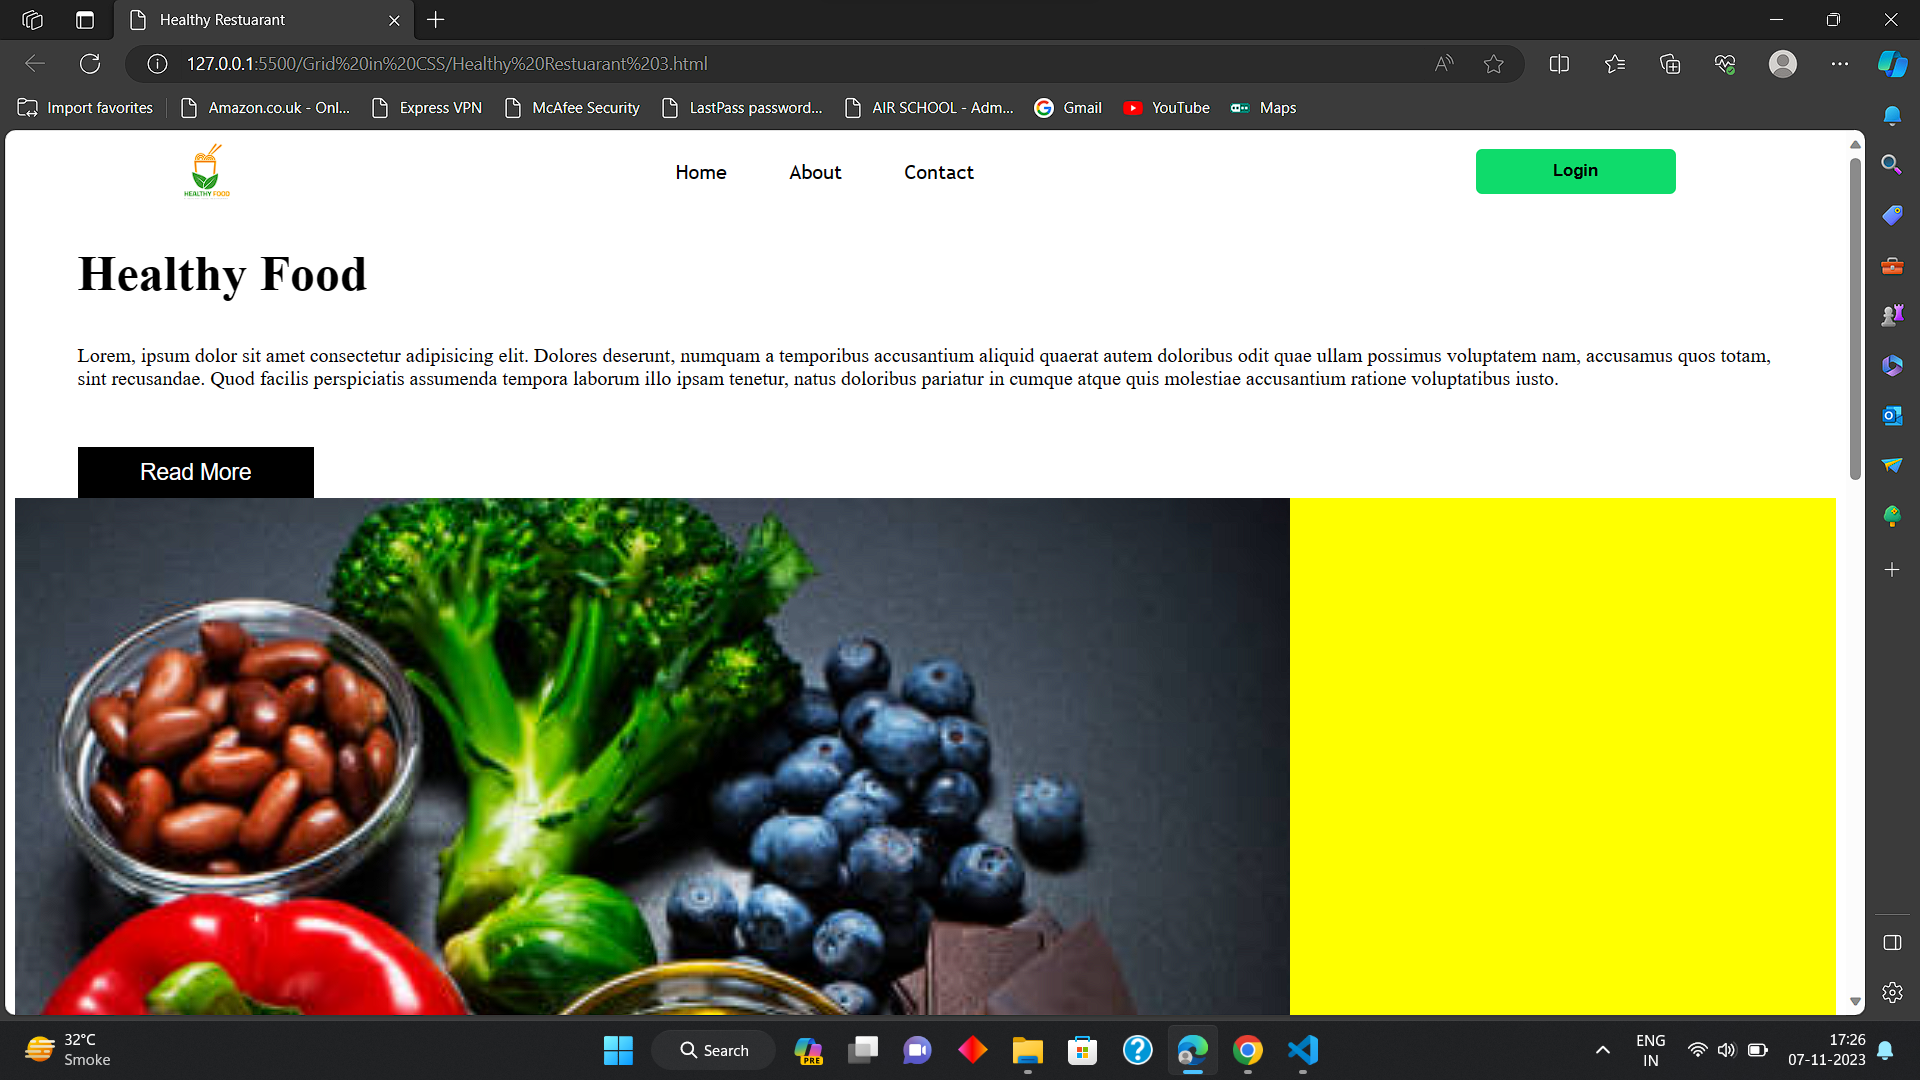 Healthy Restuarant
127.0.0.1:5500/Grid%20in%20CSS/Healthy%20Restuarant%203.html
Import favorites
Amazon.co.uk - Onl...
Express VPN
McAfee Security
LastPass password...
AIR SCHOOL - Adm...
Gmail
YouTube
Maps
HEALTHY FOOD
Home
About
Contact
Login
Healthy Food
Lorem, ipsum dolor sit amet consectetur adipisicing elit. Dolores deserunt, numquam a temporibus accusantium aliquid quaerat autem doloribus odit quae ullam possimus voluptatem nam, accusamus quos totam,
sint recusandae. Quod facilis perspiciatis assumenda tempora laborum illo ipsam tenetur, natus doloribus pariatur in cumque atque quis molestiae accusantium ratione voluptatibus iusto.
Read More
32°C
Smoke
Search
PRE
ENG
IN
17:26
07-11-2023